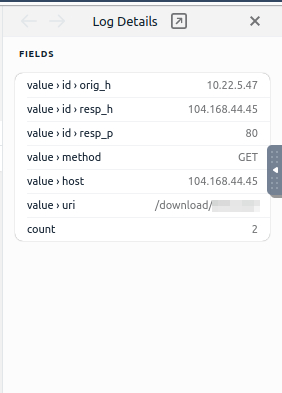 Log Details
FIELDS
value › id › orig_h 10.22.5.47
value › id › resp_h 104.168.44.45
value › id › resp_p 80
value › method GET
value › host 104.168.44.45
value › uri /download/
count 2